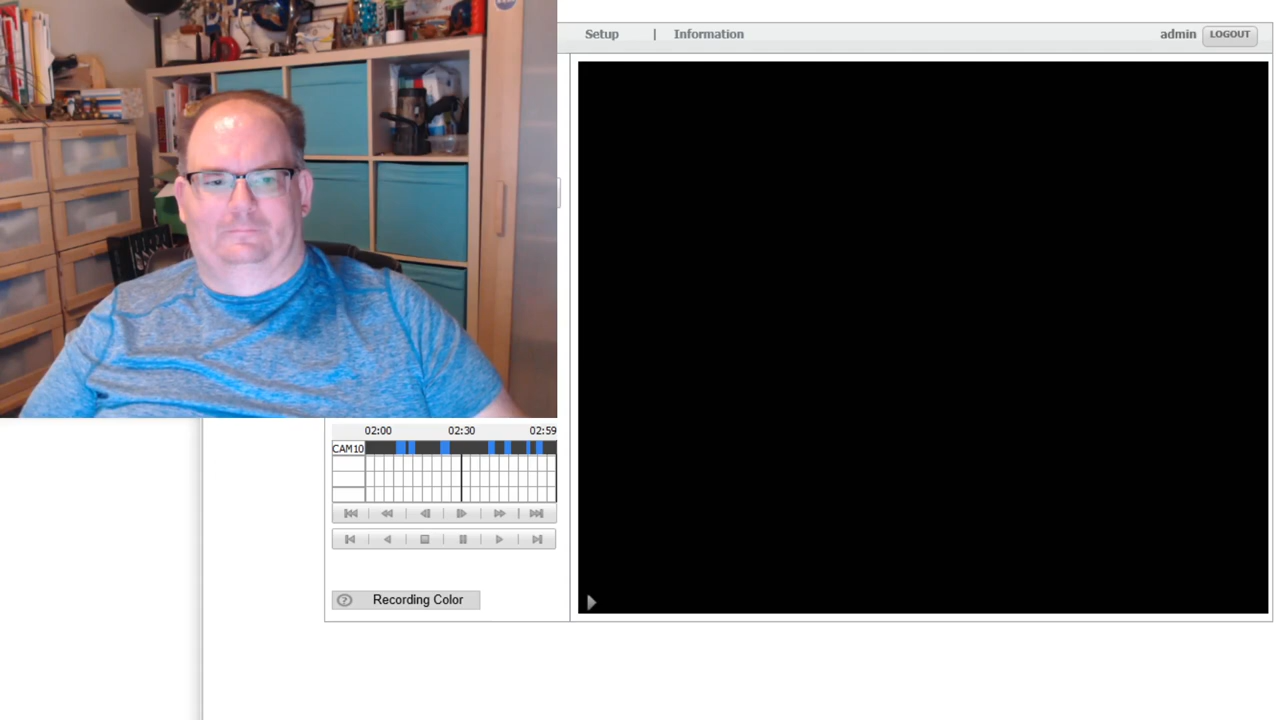 Setup | Information
admin LOGOUT
02:00 02:30 02:59
CAM10
Recording Color